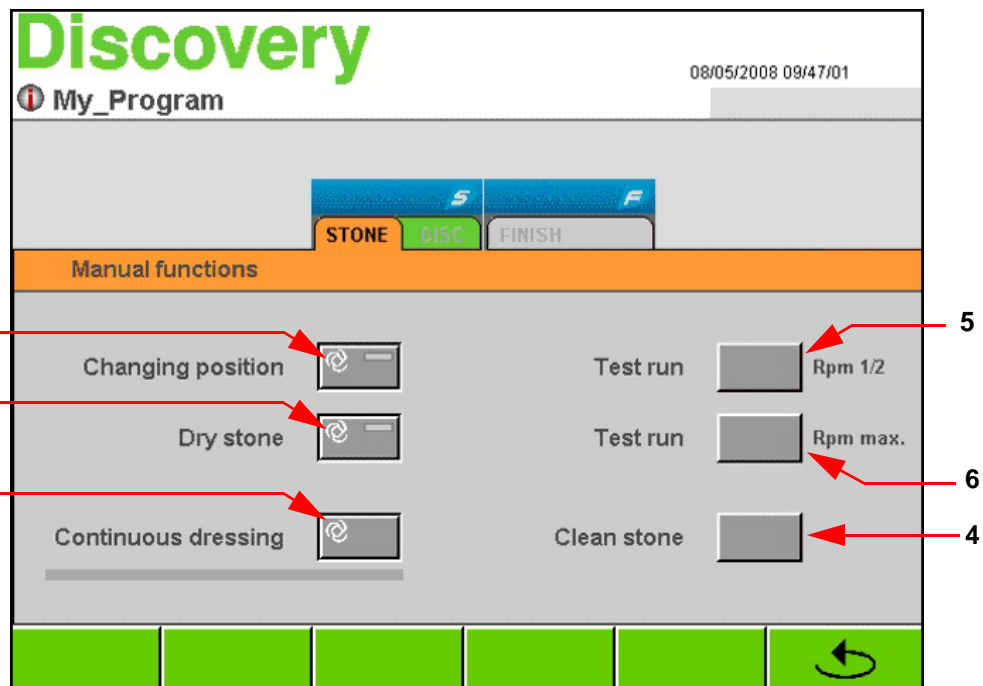 Discovery
08/05/2008 09/47/01
My_Program
S
F
STONE DISC FINISH
Manual functions
5
Changing position Test run Rpm 1/2
Dry stone Test run Rpm max.
6
Continuous dressing Clean stone 4